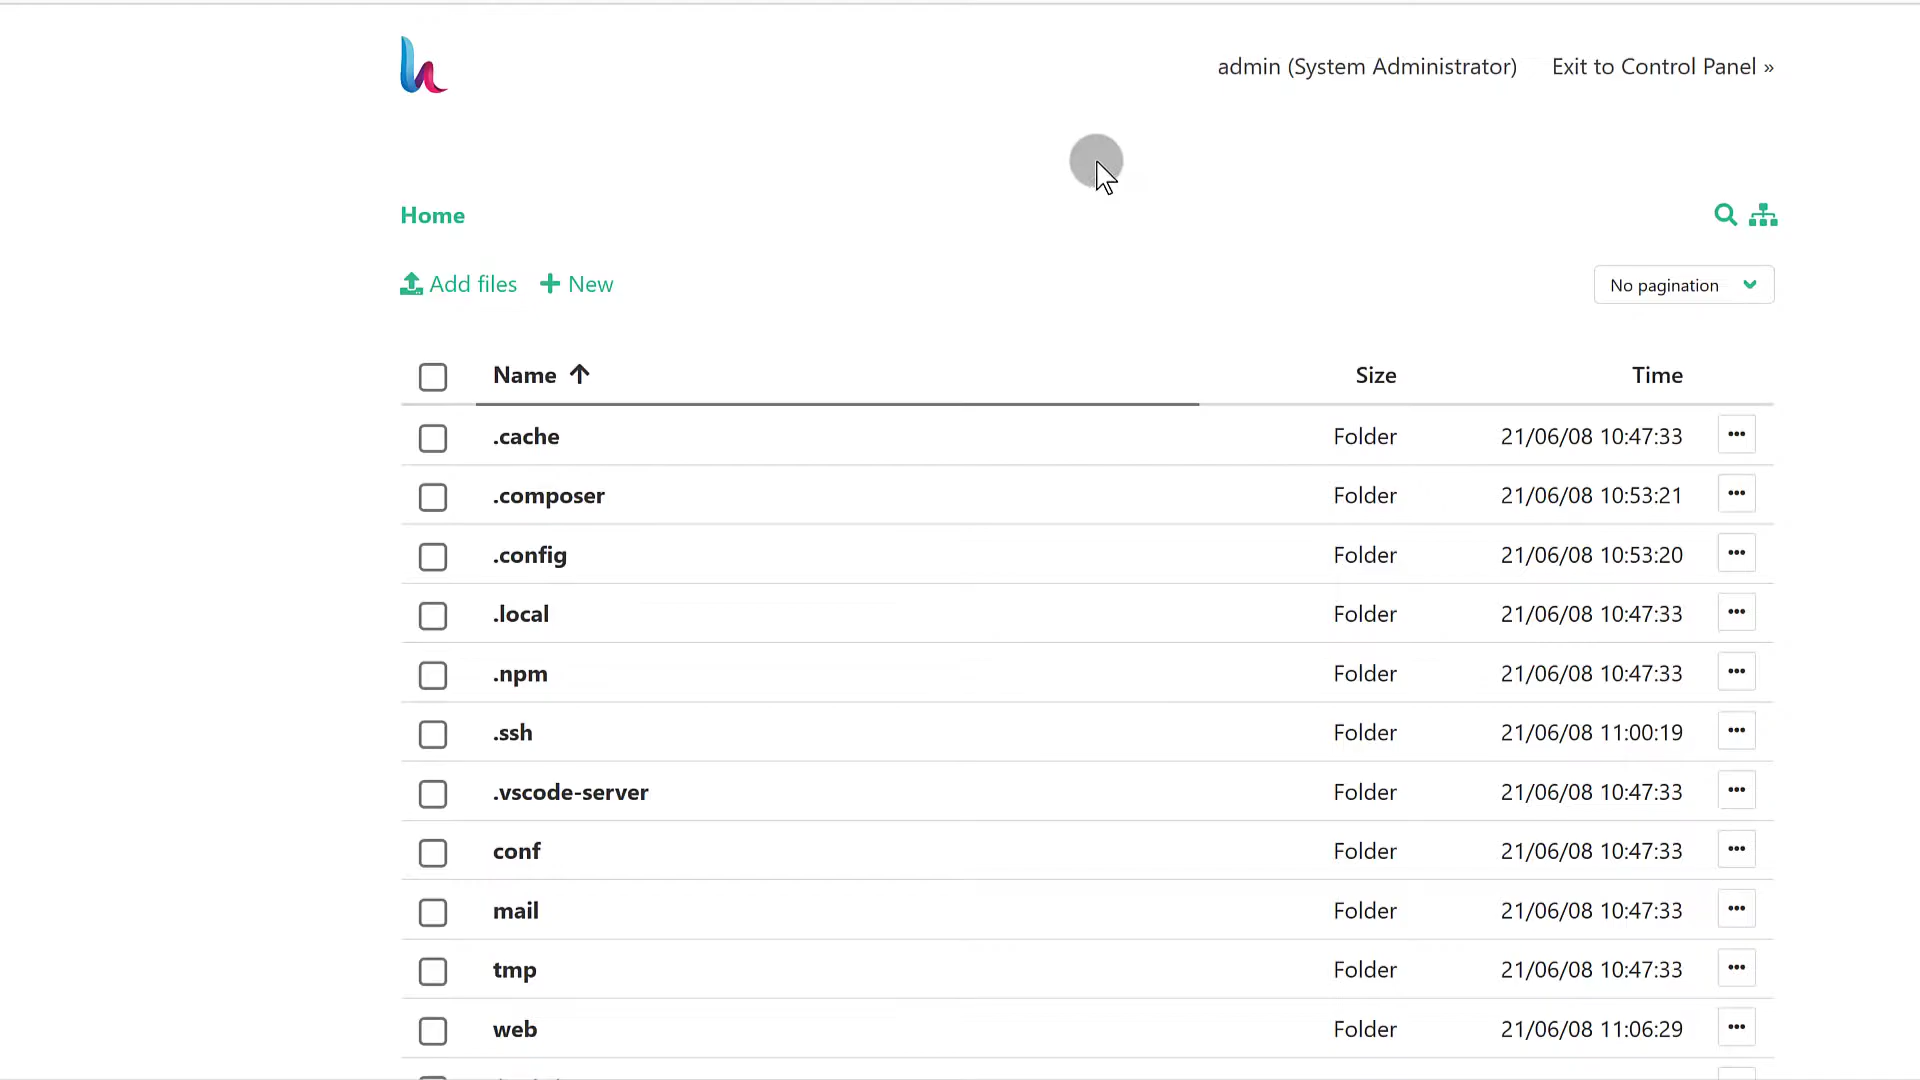 admin (System Administrator) Exit to Control Panel »
Home
Add files New
No pagination
Name Size Time
.cache Folder 21/06/08 10:47:33
.composer Folder 21/06/08 10:53:21
.config Folder 21/06/08 10:53:20
.local Folder 21/06/08 10:47:33
.npm Folder 21/06/08 10:47:33
.ssh Folder 21/06/08 11:00:19
.vscode-server Folder 21/06/08 10:47:33
conf Folder 21/06/08 10:47:33
mail Folder 21/06/08 10:47:33
tmp Folder 21/06/08 10:47:33
web Folder 21/06/08 11:06:29